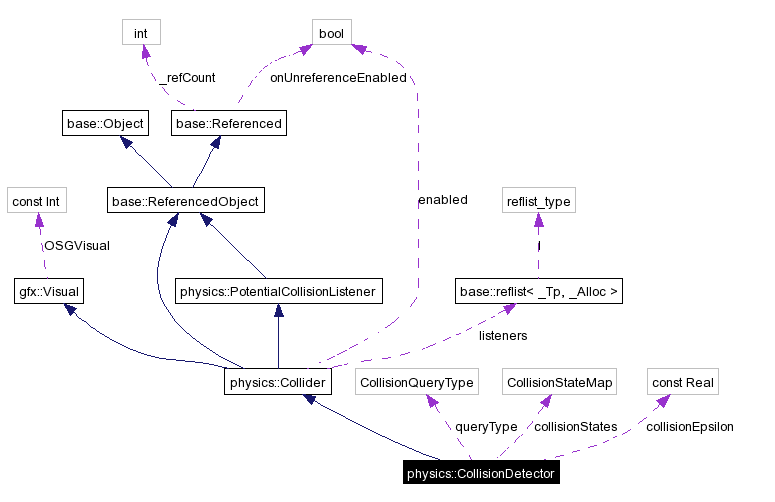 int
bool
_refCount
onUnreferenceEnabled
base::Object
base::Referenced
const Int
base::ReferencedObject
enabled
reflist_type
OSGVisual
l
gfx::Visual
physics::PotentialCollisionListener
base::reflist< _Tp, _Alloc >
listeners
physics::Collider
CollisionQueryType
CollisionStateMap
const Real
queryType
collisionStates
collisionEpsilon
physics::CollisionDetector